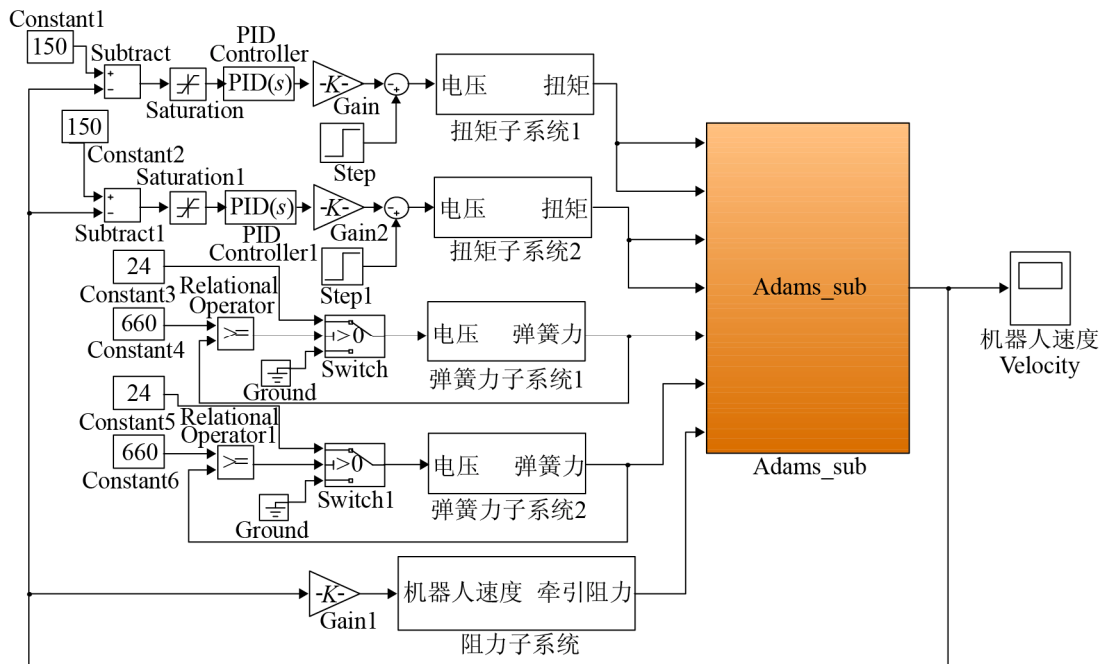 Constant1
150
Subtract
+
−
Saturation
PID
Controller
PID(s)
-K-
Gain
-
+
Step
电压 扭矩
扭矩子系统1
150
Constant2
+
−
Subtract1
Saturation1
PID(s)
PID
Controller1
-K-
Gain2
-
+
Step1
电压 扭矩
扭矩子系统2
24
Constant3
660
Constant4
Relational
Operator
>=
>0
Switch
Ground
电压 弹簧力
弹簧力子系统1
24
Constant5
660
Constant6
Relational
Operator1
>=
>0
Switch1
Ground
电压 弹簧力
弹簧力子系统2
-K-
Gain1
机器人速度 牵引阻力
阻力子系统
Adams_sub
Adams_sub
机器人速度
Velocity